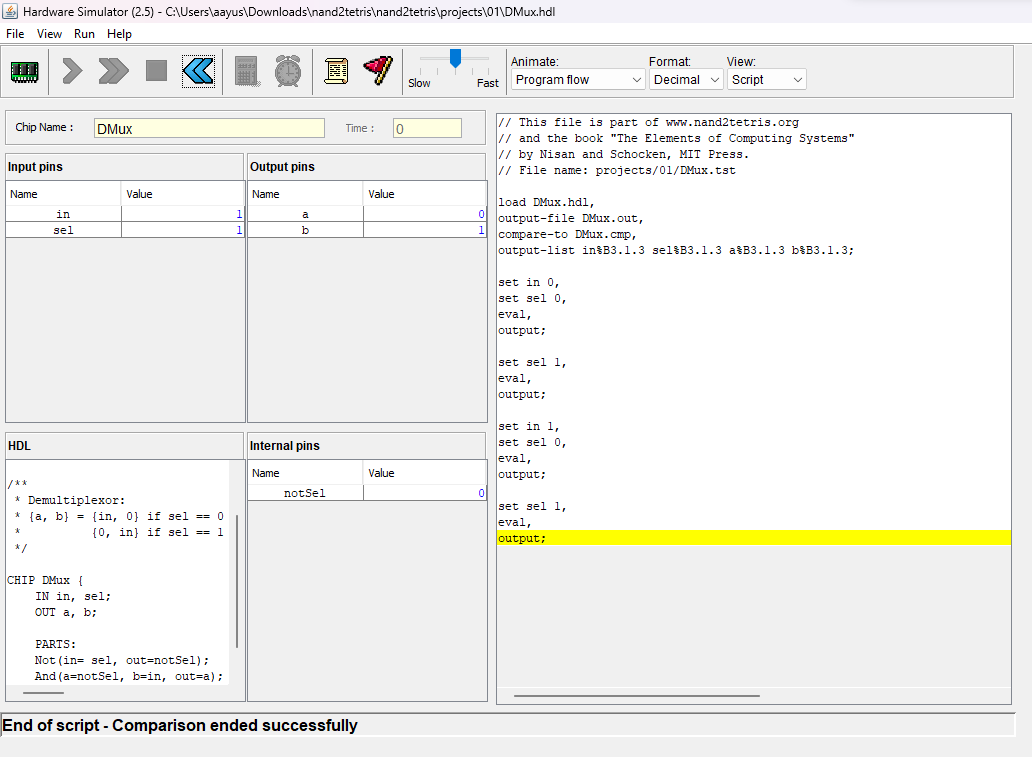 Hardware Simulator (2.5) - C:\Users\aayus\Downloads\nand2tetris\nand2tetris\projects\01\DMux.hdl
File View Run Help
Slow Fast
Animate: Format: View:
Program flow Decimal Script
Chip Name : DMux Time : 0
Input pins
Name Value
in 1
sel 1
Output pins
Name Value
a 0
b 1
HDL
/**
* Demultiplexor:
* {a, b} = {in, 0} if sel == 0
* {0, in} if sel == 1
*/
CHIP DMux {
IN in, sel;
OUT a, b;
PARTS:
Not(in= sel, out=notSel);
And(a=notSel, b=in, out=a);
Internal pins
Name Value
notSel 0
// This file is part of www.nand2tetris.org
// and the book "The Elements of Computing Systems"
// by Nisan and Schocken, MIT Press.
// File name: projects/01/DMux.tst
load DMux.hdl,
output-file DMux.out,
compare-to DMux.cmp,
output-list in%B3.1.3 sel%B3.1.3 a%B3.1.3 b%B3.1.3;
set in 0,
set sel 0,
eval,
output;
set sel 1,
eval,
output;
set in 1,
set sel 0,
eval,
output;
set sel 1,
eval,
output;
End of script - Comparison ended successfully